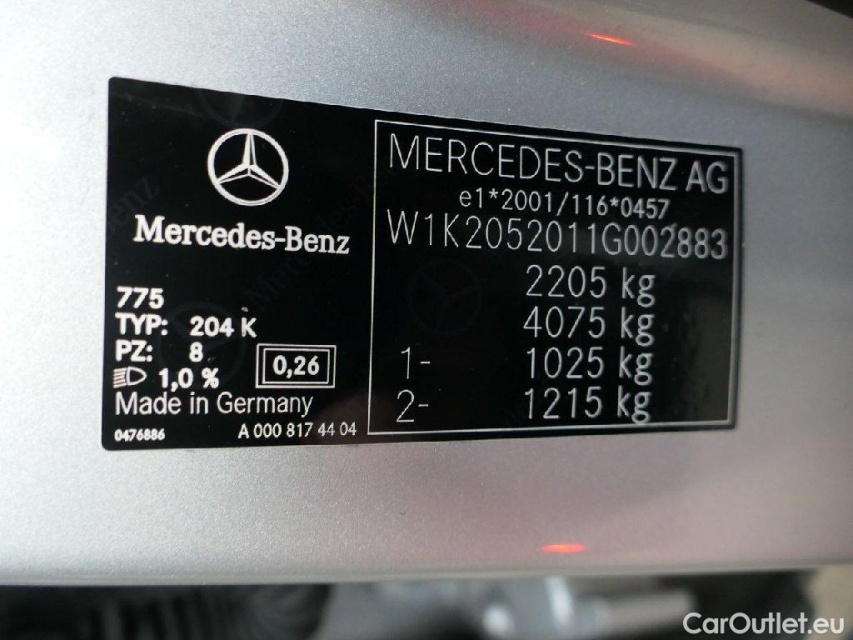 Mercedes-Benz
775
TYP: 204 K
PZ: 8
1,0 %
0,26
Made in Germany
0476886
A 000 817 44 04
MERCEDES-BENZ AG
e1*2001/116*0457
W1K2052011G002883
2205 kg
4075 kg
1- 1025 kg
2- 1215 kg
CarOutlet.eu